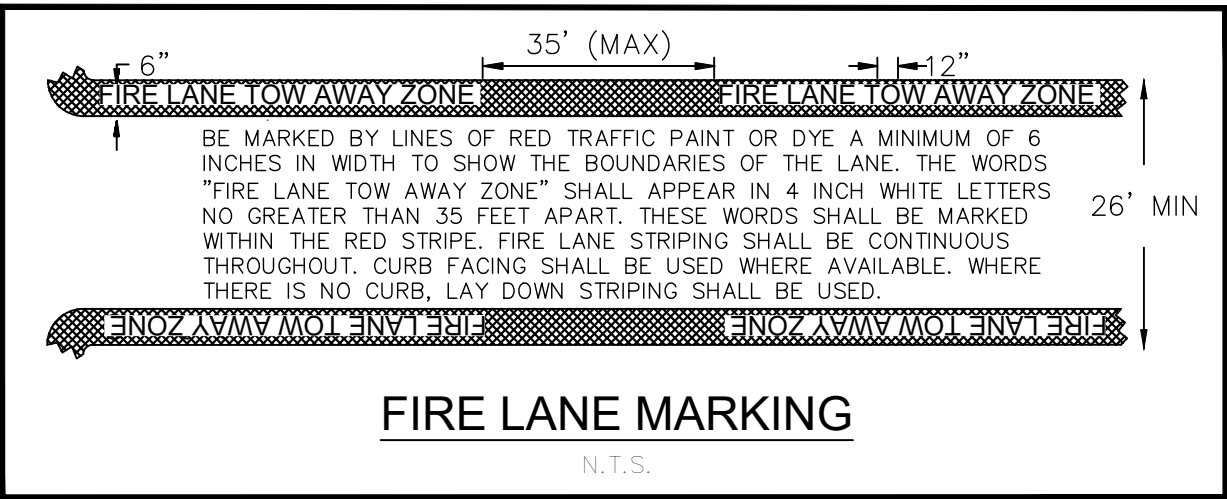 35' (MAX)
6"
12"
FIRE LANE TOW AWAY ZONE
FIRE LANE TOW AWAY ZONE
BE MARKED BY LINES OF RED TRAFFIC PAINT OR DYE A MINIMUM OF 6
INCHES IN WIDTH TO SHOW THE BOUNDARIES OF THE LANE. THE WORDS
"FIRE LANE TOW AWAY ZONE" SHALL APPEAR IN 4 INCH WHITE LETTERS
NO GREATER THAN 35 FEET APART. THESE WORDS SHALL BE MARKED
WITHIN THE RED STRIPE. FIRE LANE STRIPING SHALL BE CONTINUOUS
THROUGHOUT. CURB FACING SHALL BE USED WHERE AVAILABLE. WHERE
THERE IS NO CURB, LAY DOWN STRIPING SHALL BE USED.
26' MIN
FIRE LANE TOW AWAY ZONE
FIRE LANE TOW AWAY ZONE
FIRE LANE MARKING
N.T.S.